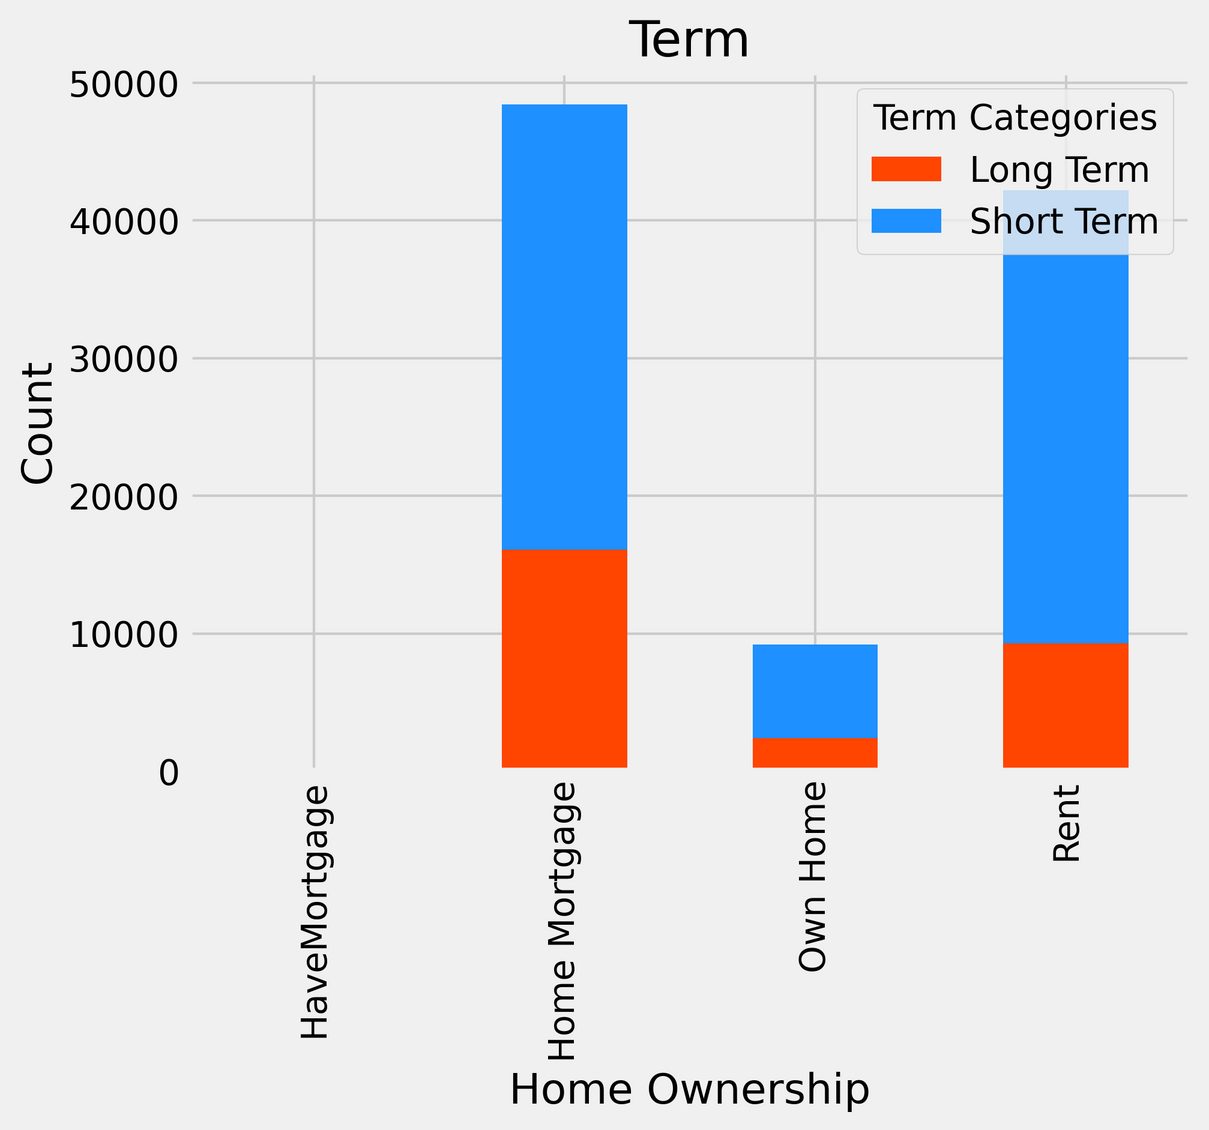 Term
50000
40000
30000
20000
10000
0
Count
Term Categories
Long Term
Short Term
HaveMortgage
Home Mortgage
Own Home
Rent
Home Ownership